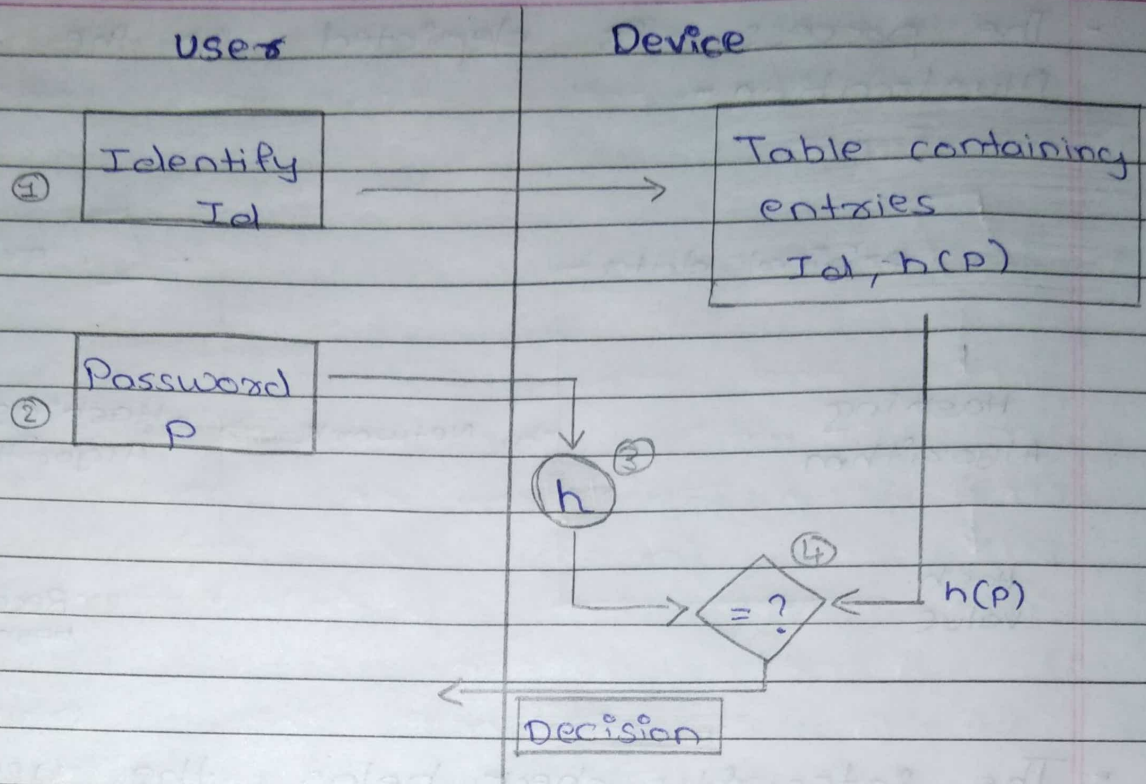 User
Device
① Identify
Id
Table containing
entries
Id, h(p)
② Password
p
③
h
④
= ?
h(p)
Decision